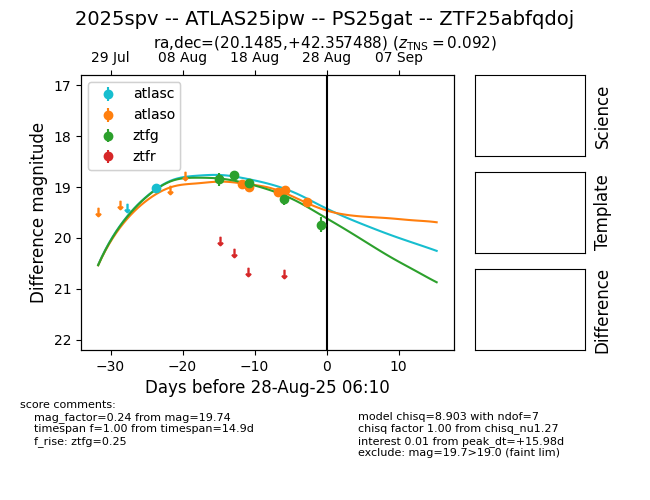 2025spv -- ATLAS25ipw -- PS25gat -- ZTF25abfqdoj
ra,dec=(20.1485,+42.357488) (zTNS = 0.092)
29 Jul 08 Aug 18 Aug 28 Aug 07 Sep
17
18
19
20
21
22
Difference magnitude
atlasc
atlaso
ztfg
ztfr
−30 −20 −10 0 10
Days before 28-Aug-25 06:10
Science
Template
Difference
score comments:
mag_factor=0.24 from mag=19.74
timespan f=1.00 from timespan=14.9d
f_rise: ztfg=0.25
model chisq=8.903 with ndof=7
chisq factor 1.00 from chisq_nu1.27
interest 0.01 from peak_dt=+15.98d
exclude: mag=19.7>19.0 (faint lim)